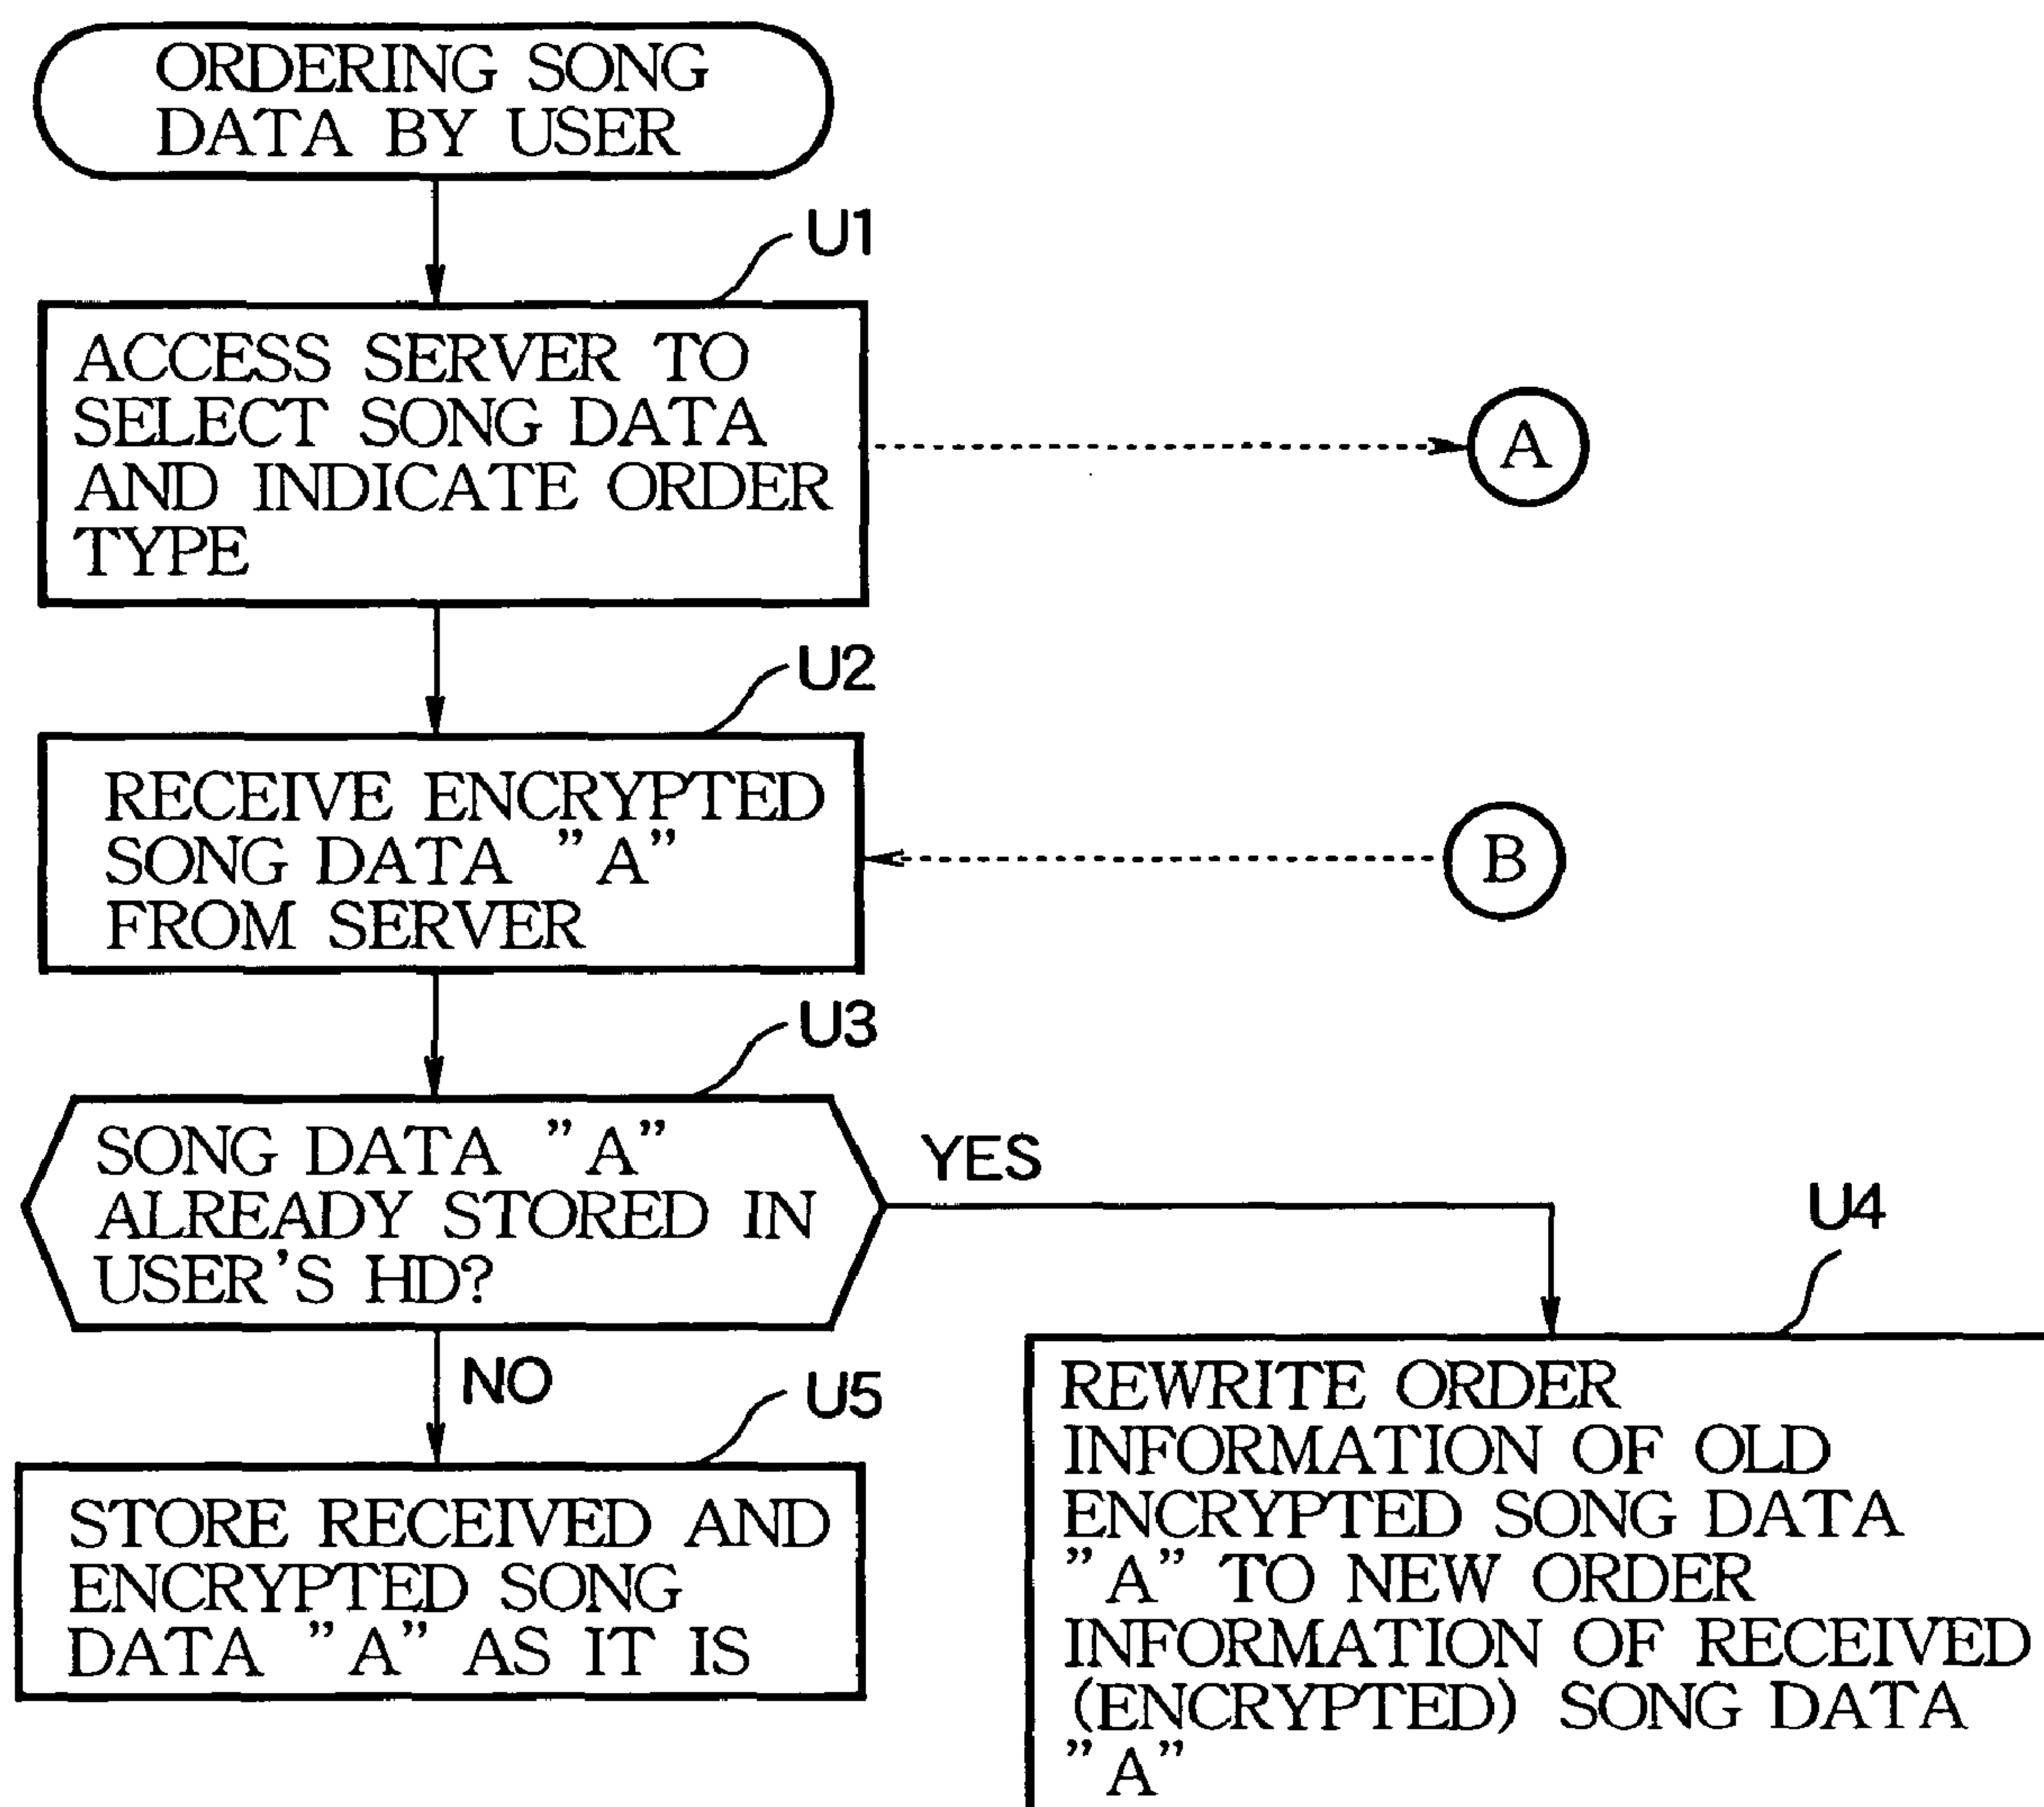 ORDERING SONG
DATA BY USER
U1
ACCESS SERVER TO
SELECT SONG DATA
AND INDICATE ORDER
TYPE
A
U2
RECEIVE ENCRYPTED
SONG DATA "A"
FROM SERVER
B
U3
SONG DATA "A"
ALREADY STORED IN
USER'S HD?
YES
NO
U4
REWRITE ORDER
INFORMATION OF OLD
ENCRYPTED SONG DATA
"A" TO NEW ORDER
INFORMATION OF RECEIVED
(ENCRYPTED) SONG DATA
"A"
U5
STORE RECEIVED AND
ENCRYPTED SONG
DATA "A" AS IT IS